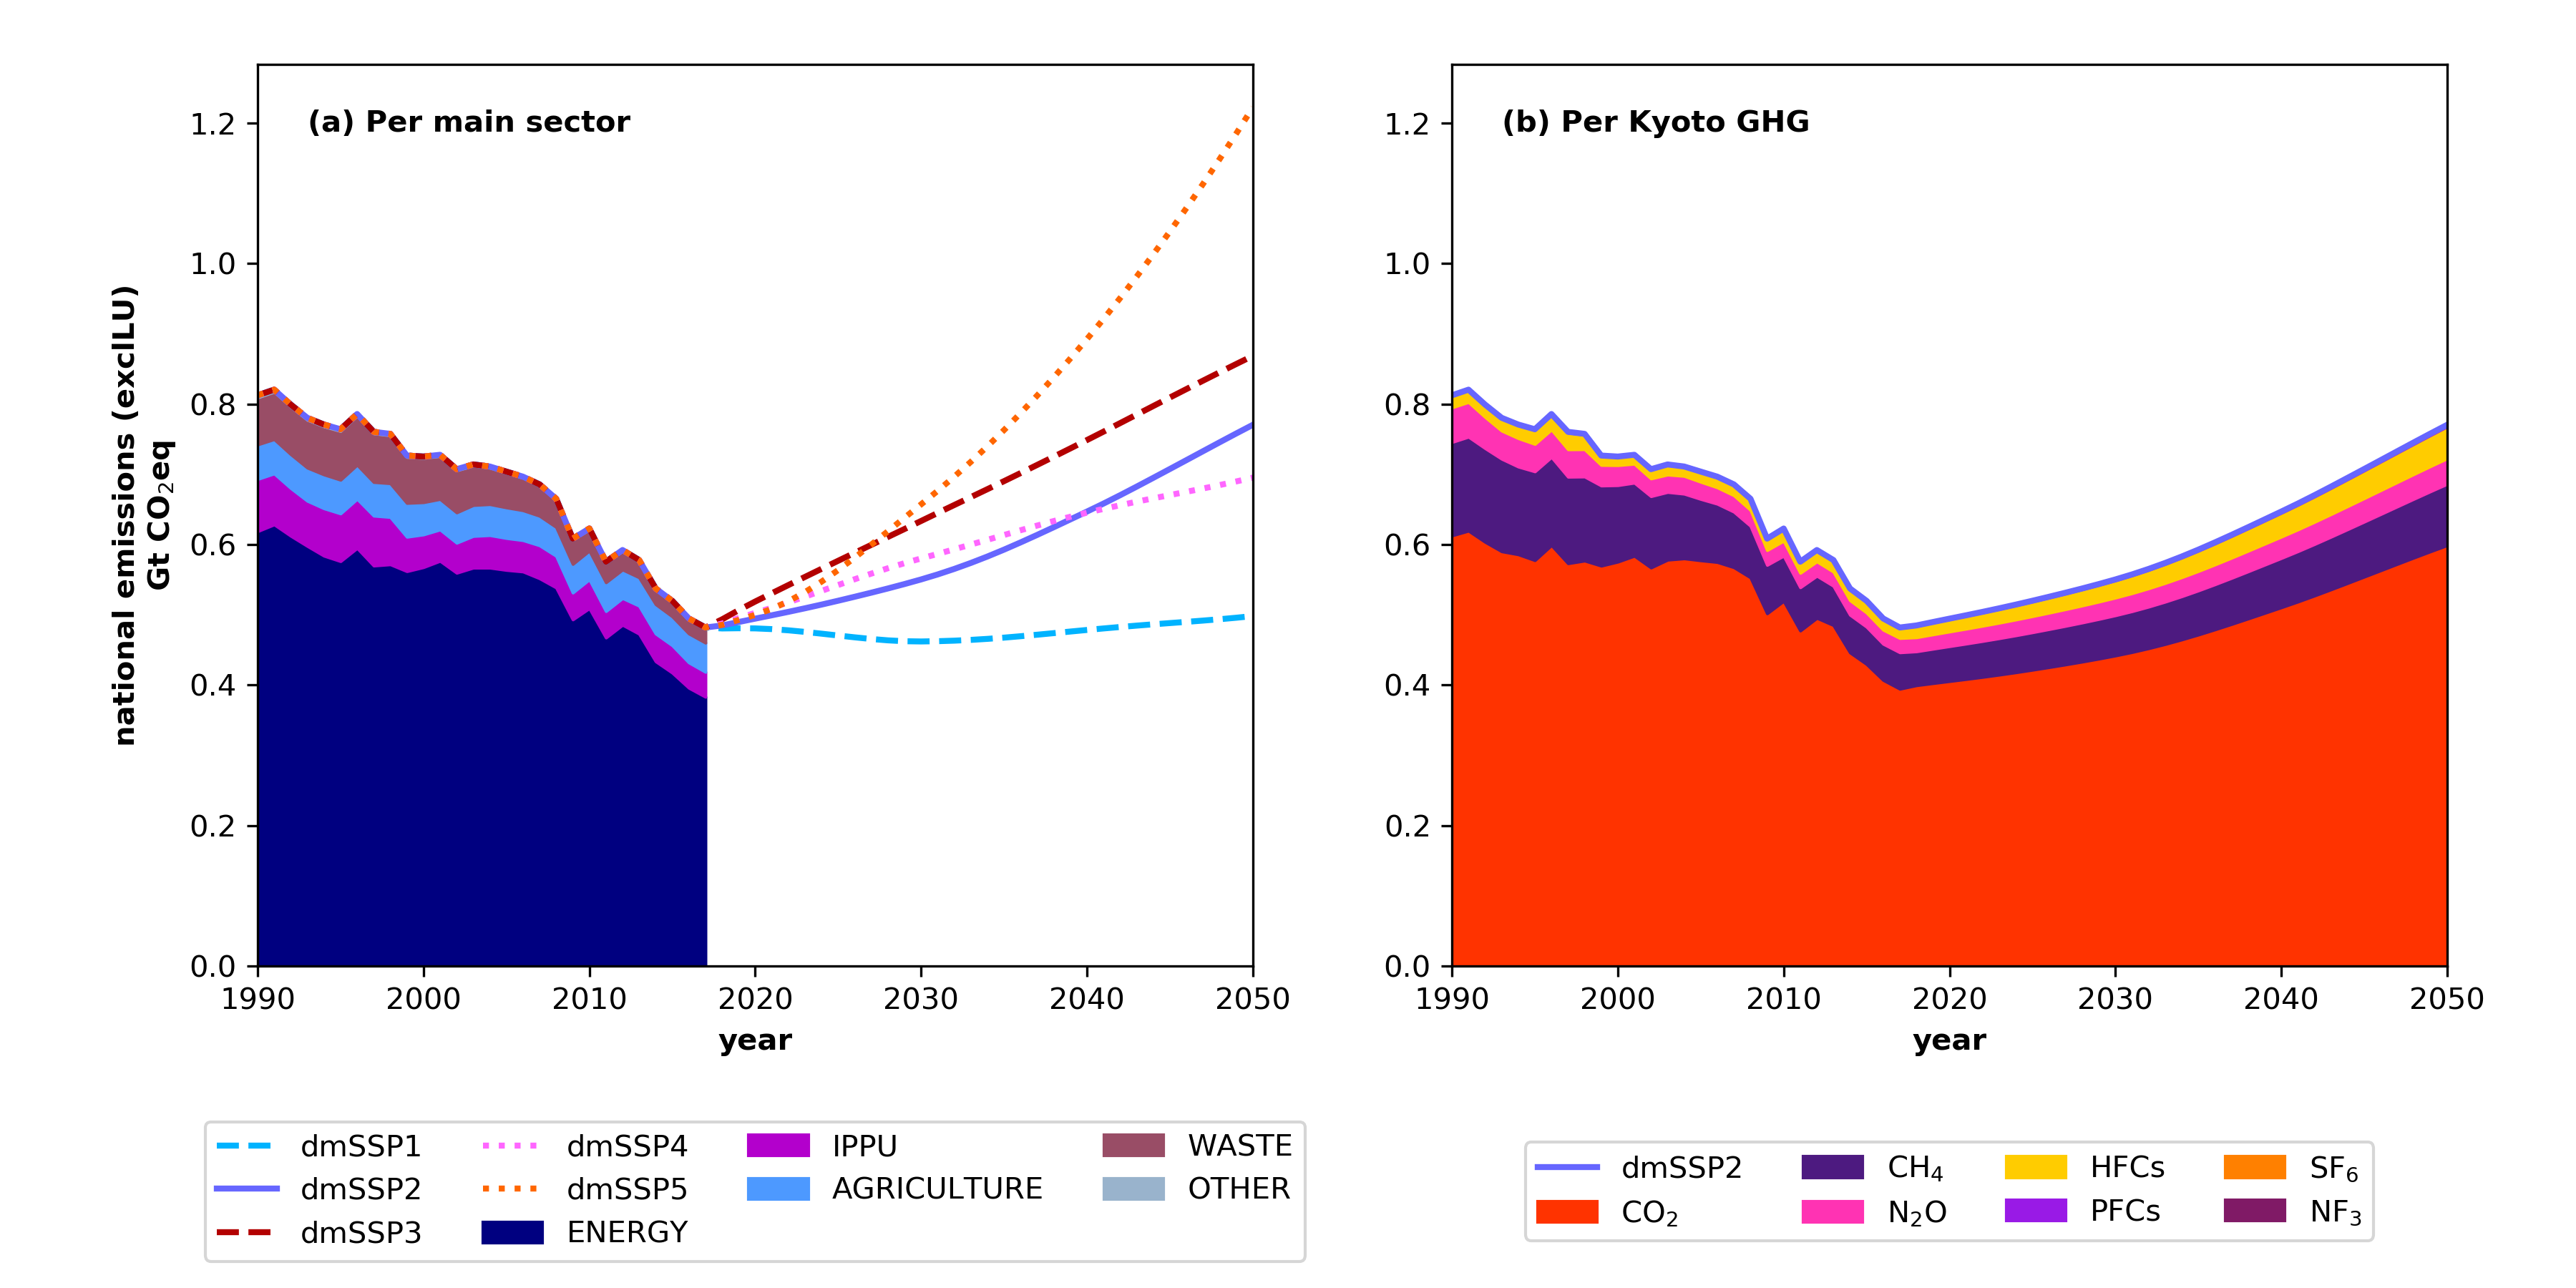 (a) Per main sector
national emissions (exclLU)
Gt CO₂eq
1.2
1.0
0.8
0.6
0.4
0.2
0.0
1990 2000 2010 2020 2030 2040 2050
year
dmSSP1
dmSSP2
dmSSP3
dmSSP4
dmSSP5
ENERGY
IPPU
AGRICULTURE
WASTE
OTHER
(b) Per Kyoto GHG
1.2
1.0
0.8
0.6
0.4
0.2
0.0
1990 2000 2010 2020 2030 2040 2050
year
dmSSP2
CO₂
CH₄
N₂O
HFCs
PFCs
SF₆
NF₃